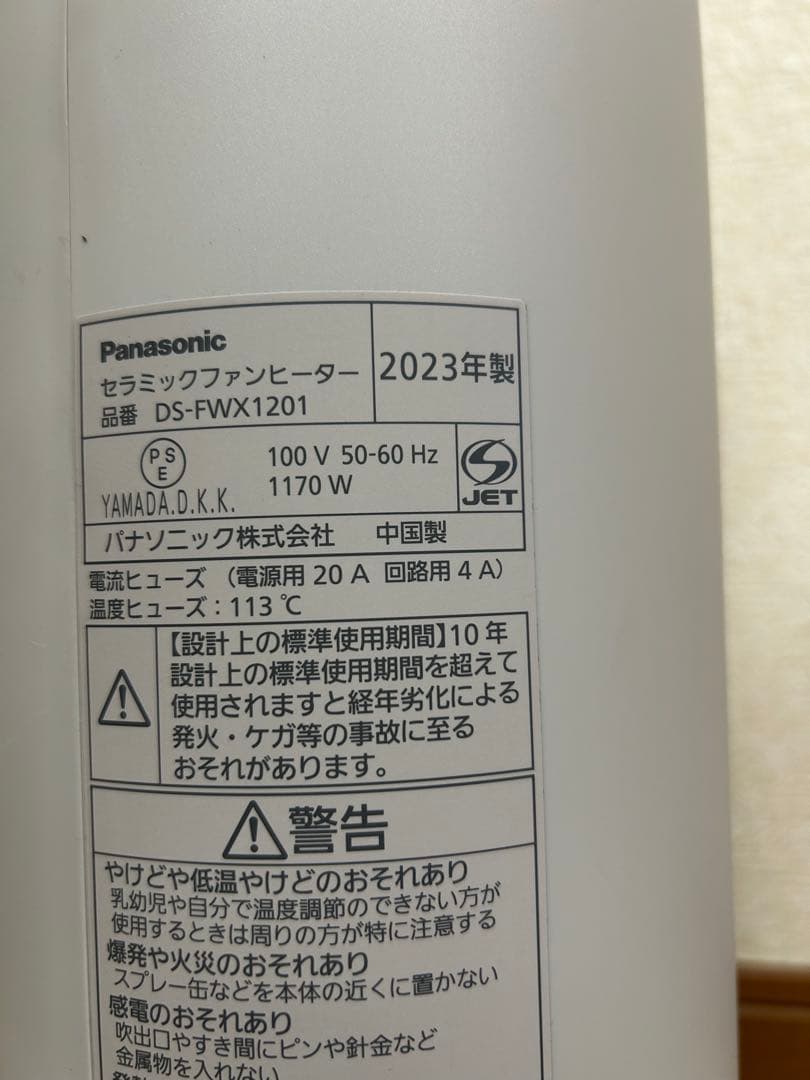 Panasonic
セラミックファンヒーター
品番 DS-FWX1201
2023年製
PSE
YAMADA.D.K.K.
100 V 50-60 Hz
1170 W
JET
パナソニック株式会社 中国製
電流ヒューズ (電源用 20 A 回路用 4 A)
温度ヒューズ:113 ℃
【設計上の標準使用期間】10 年
設計上の標準使用期間を超えて
使用されますと経年劣化による
発火・ケガ等の事故に至る
おそれがあります。
警告
やけどや低温やけどのおそれあり
乳幼児や自分で温度調節のできない方が
使用するときは周りの方が特に注意する
爆発や火災のおそれあり
スプレー缶などを本体の近くに置かない
感電のおそれあり
吹出口やすき間にピンや針金など
金属物を入れない